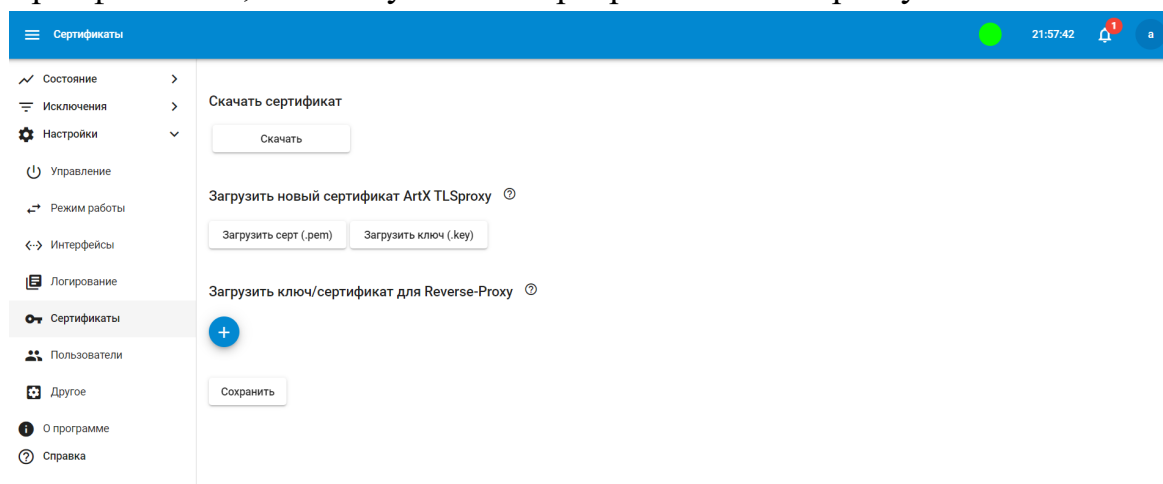 Сертификаты 21:57:42 1 a
Состояние
Исключения
Настройки
Управление
Режим работы
Интерфейсы
Логирование
Сертификаты
Пользователи
Другое
О программе
Справка
Скачать сертификат
Скачать
Загрузить новый сертификат ArtX TLSproxy
Загрузить серт (.pem) Загрузить ключ (.key)
Загрузить ключ/сертификат для Reverse-Proxy
Сохранить